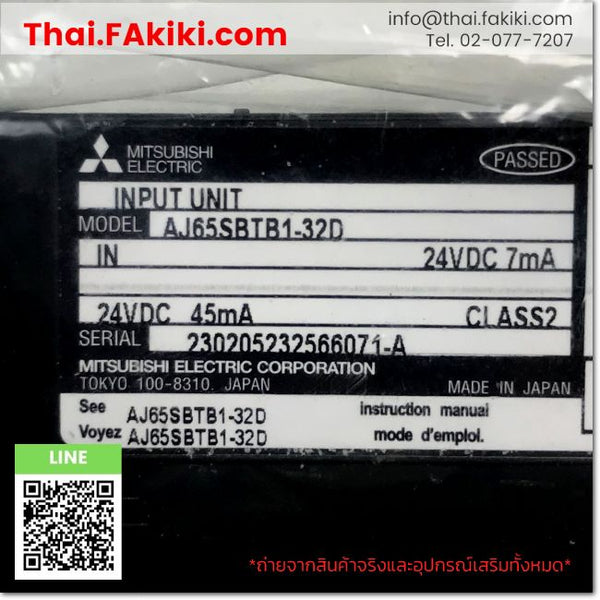 Thai.FAkiki.com
info@thai.fakiki.com
Tel. 02-077-7207
MITSUBISHI
ELECTRIC
PASSED
INPUT UNIT
MODEL AJ65SBTB1-32D
IN 24VDC 7mA
24VDC 45mA CLASS2
SERIAL 230205232566071-A
MITSUBISHI ELECTRIC CORPORATION
TOKYO 100-8310, JAPAN MADE IN JAPAN
See AJ65SBTB1-32D instruction manual
Voyez AJ65SBTB1-32D mode d'emploi.
LINE
*ถ่ายจากสินค้าจริงและอุปกรณ์เสริมทั้งหมด*